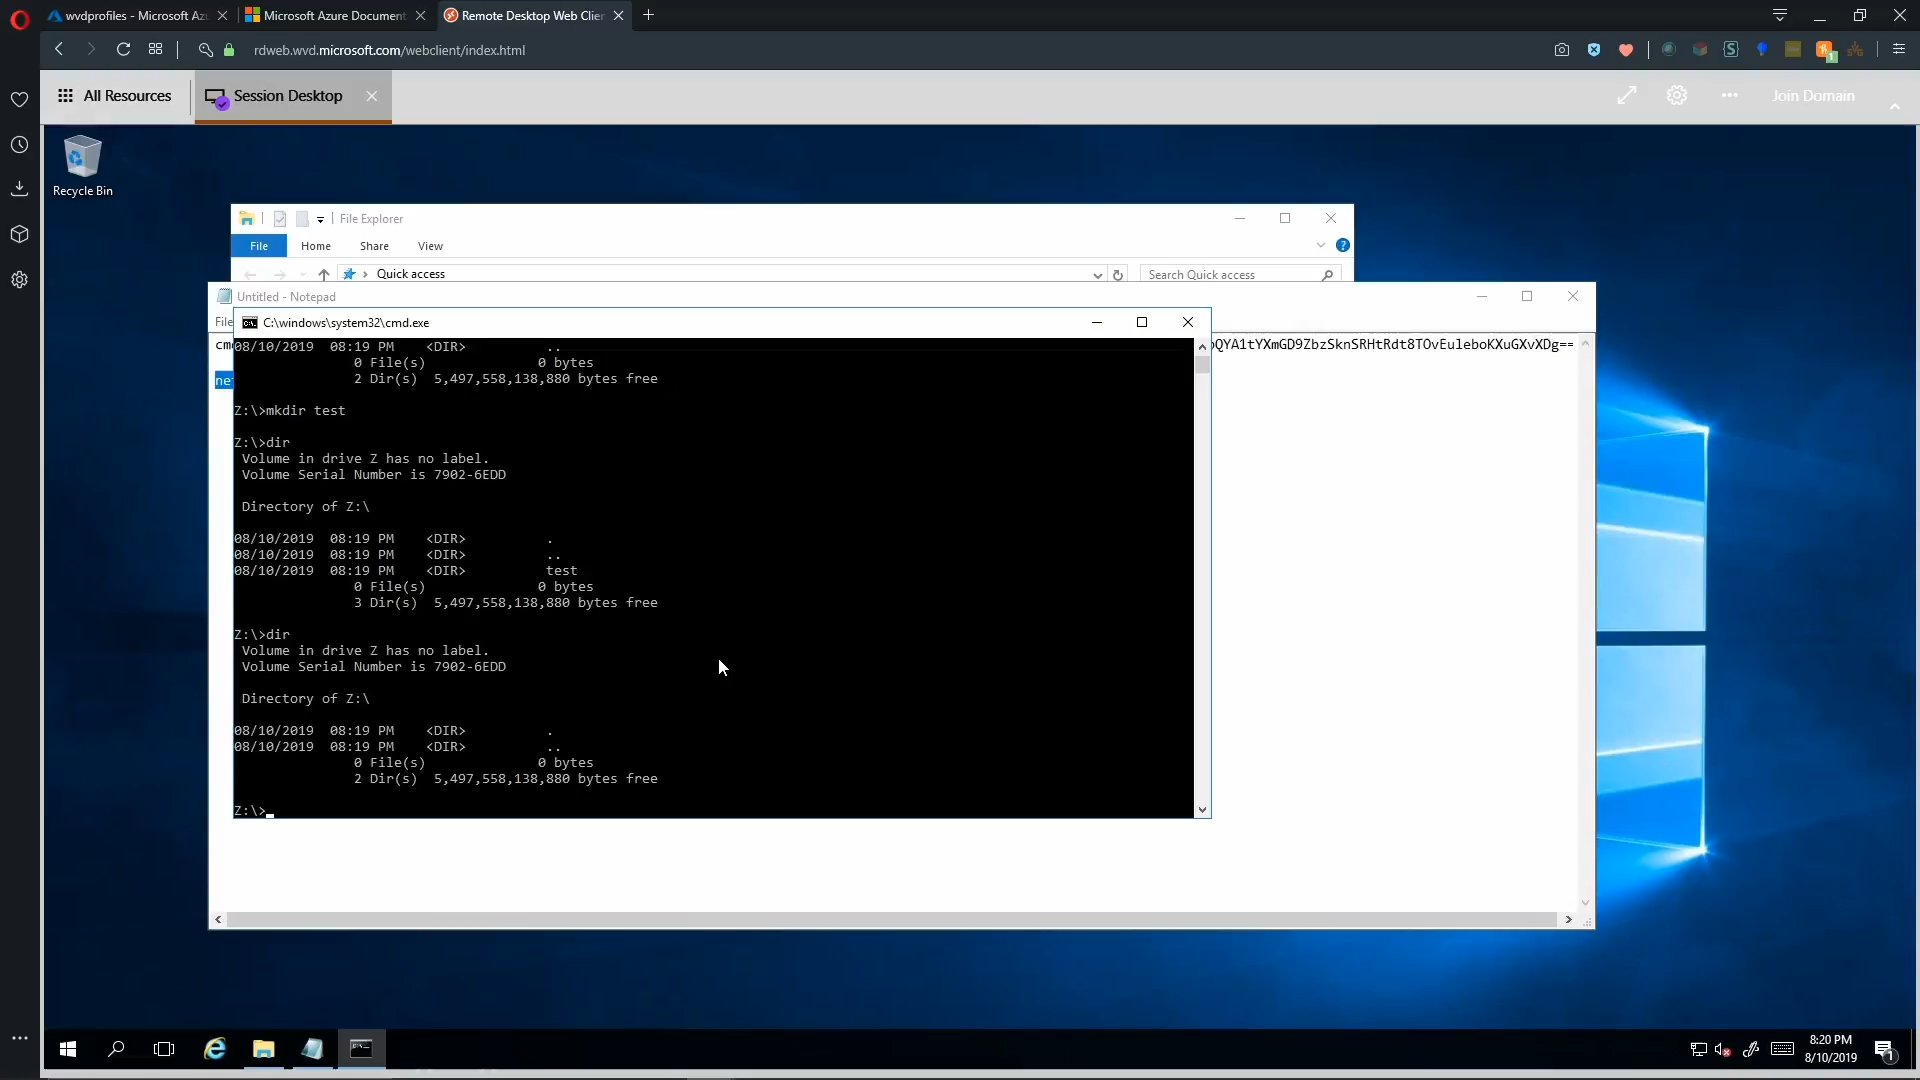 wvdprofiles - Microsoft Az
Microsoft Azure Document
Remote Desktop Web Clie
rdweb.wvd.microsoft.com/webclient/index.html
All Resources
Session Desktop
Join Domain
Recycle Bin
File Explorer
File Home Share View
Quick access
Search Quick access
Untitled - Notepad
File
C:\windows\system32\cmd.exe
QYA1tYXmGD9ZbzSknSRHtRdt8TOvEuleboKXuGXvXDg==
08/10/2019  08:19 PM    <DIR>          ..
0 File(s)              0 bytes
2 Dir(s)  5,497,558,138,880 bytes free
Z:\>mkdir test
Z:\>dir
Volume in drive Z has no label.
Volume Serial Number is 7902-6EDD
Directory of Z:\
08/10/2019  08:19 PM    <DIR>          .
08/10/2019  08:19 PM    <DIR>          ..
08/10/2019  08:19 PM    <DIR>          test
0 File(s)              0 bytes
3 Dir(s)  5,497,558,138,880 bytes free
Z:\>dir
Volume in drive Z has no label.
Volume Serial Number is 7902-6EDD
Directory of Z:\
08/10/2019  08:19 PM    <DIR>          .
08/10/2019  08:19 PM    <DIR>          ..
0 File(s)              0 bytes
2 Dir(s)  5,497,558,138,880 bytes free
Z:\>
8:20 PM
8/10/2019